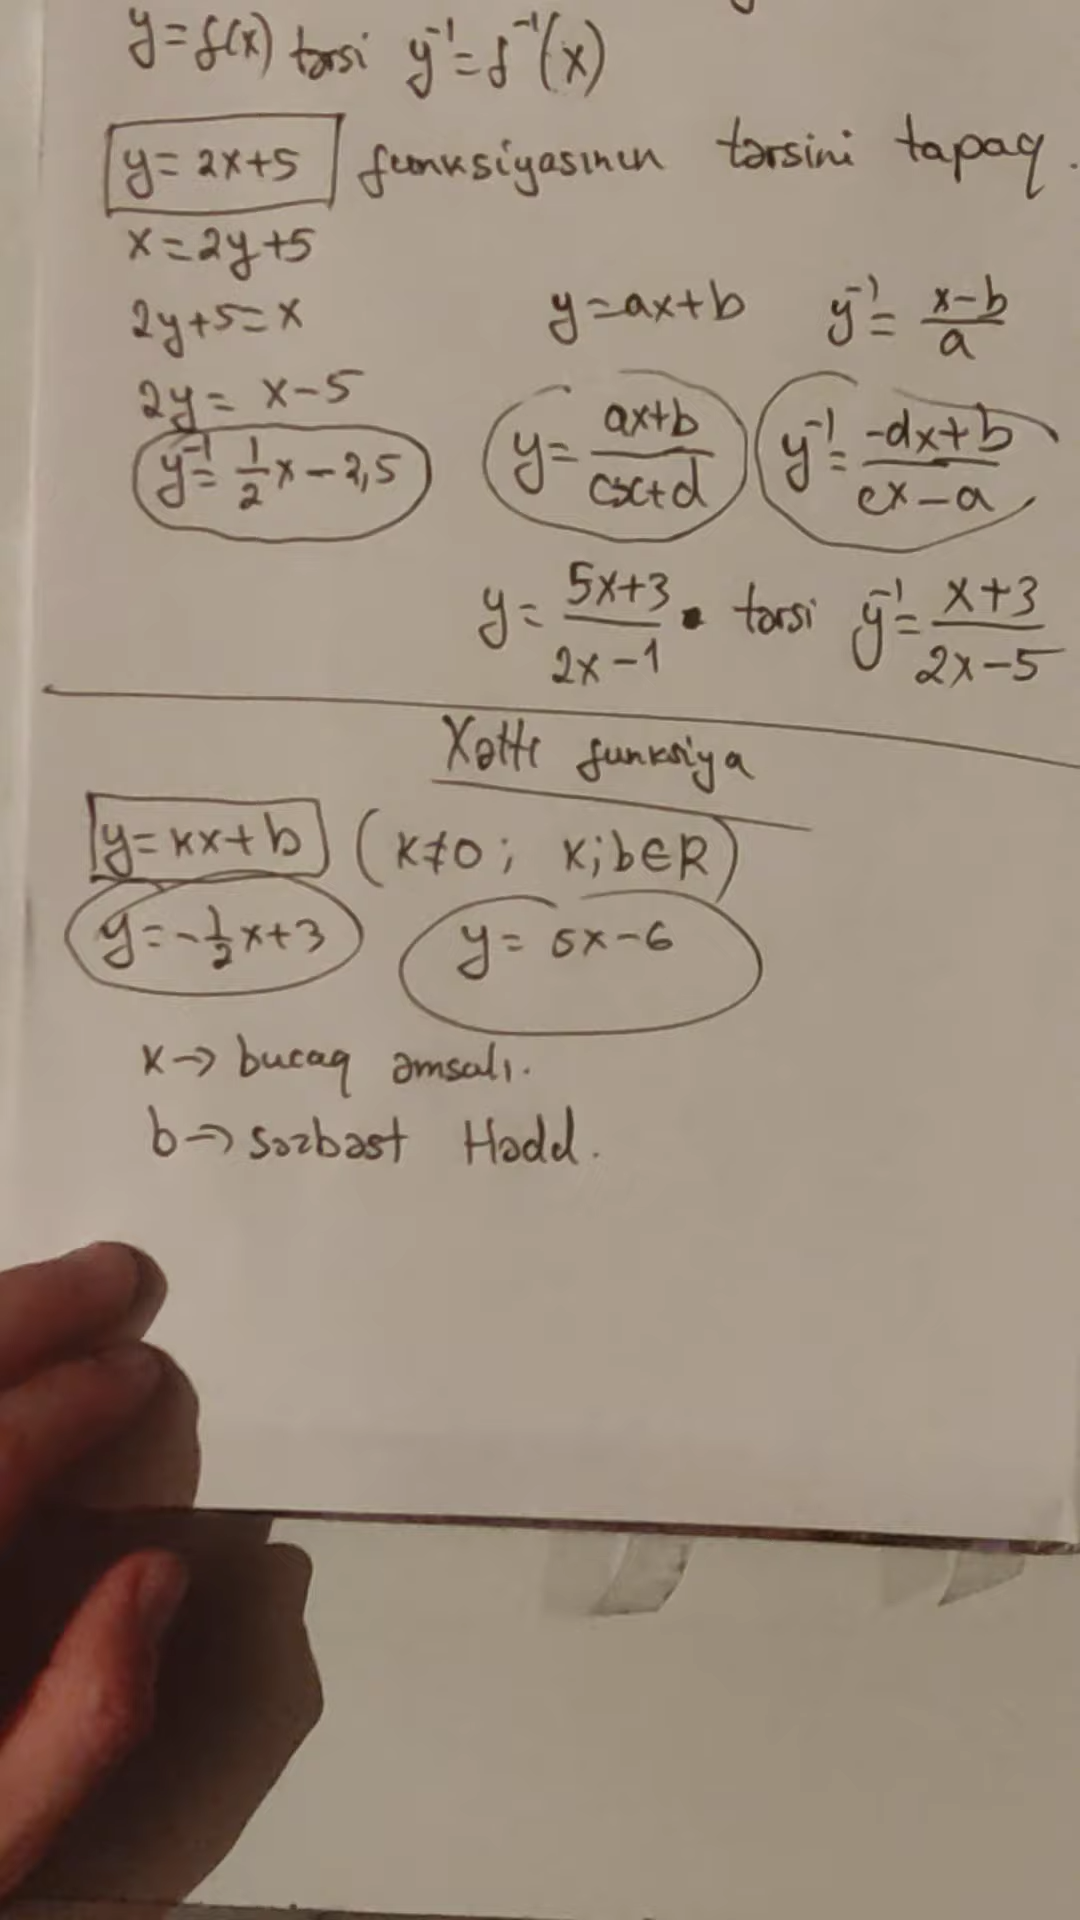 y=f(x) tərsi y⁻¹=f⁻¹(x)
y=2x+5 funksiyasının tərsini tapaq.
x=2y+5
2y+5=x
y=ax+b y⁻¹=(x-b)/a
2y=x-5
y⁻¹=1/2x-2,5
y=(ax+b)/(cx+d) y⁻¹=(-dx+b)/(cx-a)
y=(5x+3)/(2x-1). tərsi y⁻¹=(x+3)/(2x-5)
Xətti funksiya
y=kx+b (k≠0; k;b∈R)
y=-1/2x+3 y=5x-6
k→bucaq əmsalı.
b→sərbəst Hədd.